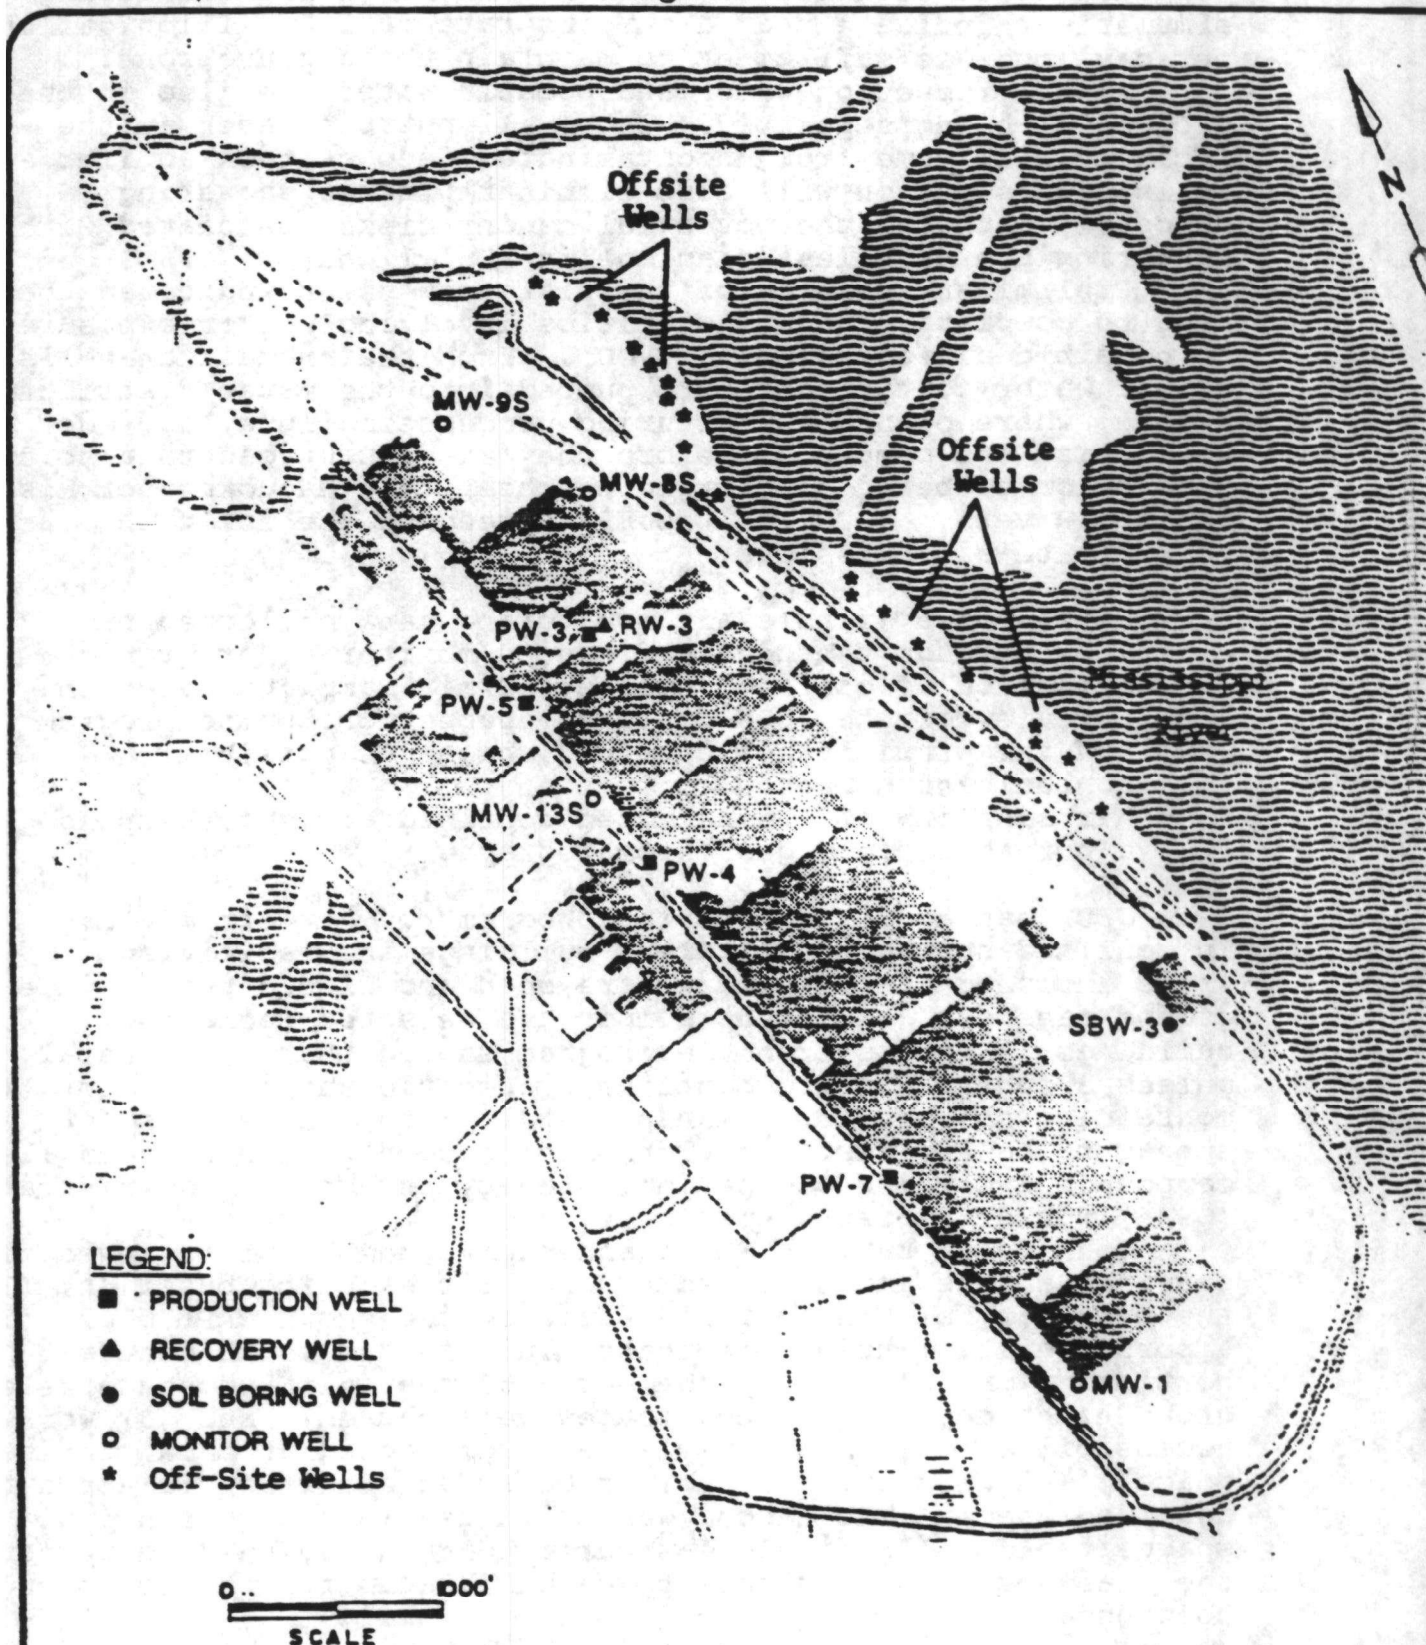 Offsite
Wells
N
MW-9S
MW-8S
Offsite
Wells
PW-3
RW-3
PW-5
Mississippi
River
MW-13S
PW-4
SBW-3
PW-7
MW-1
LEGEND:
■ PRODUCTION WELL
▲ RECOVERY WELL
● SOIL BORING WELL
○ MONITOR WELL
* Off-Site Wells
0 1000'
SCALE